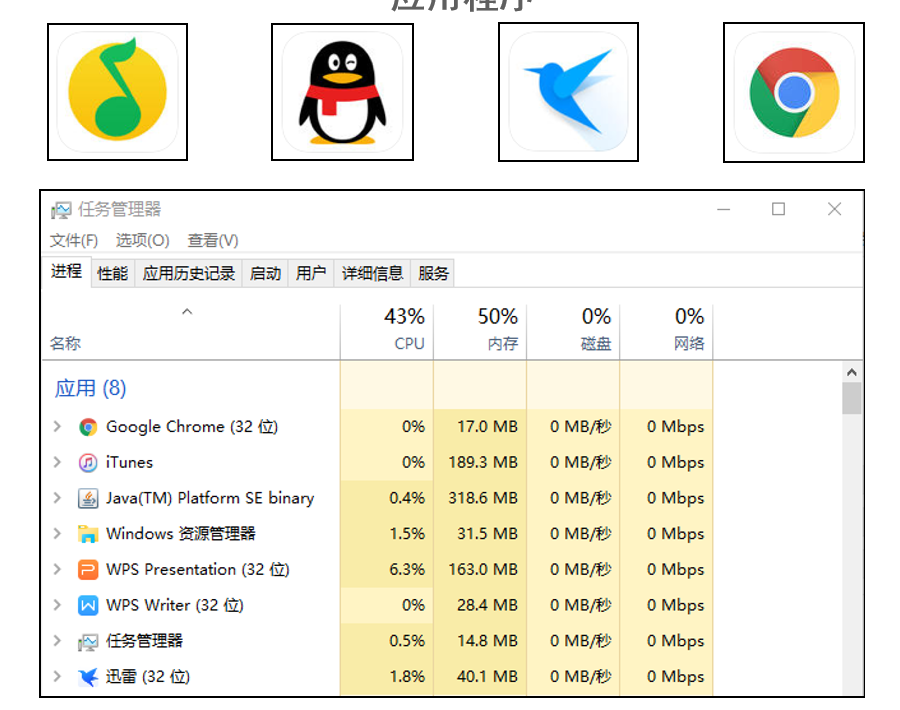 应用程序
任务管理器
文件(F) 选项(O) 查看(V)
进程 性能 应用历史记录 启动 用户 详细信息 服务
43% 50% 0% 0%
名称 CPU 内存 磁盘 网络
应用 (8)
Google Chrome (32 位) 0% 17.0 MB 0 MB/秒 0 Mbps
iTunes 0% 189.3 MB 0 MB/秒 0 Mbps
Java(TM) Platform SE binary 0.4% 318.6 MB 0 MB/秒 0 Mbps
Windows 资源管理器 1.5% 31.5 MB 0 MB/秒 0 Mbps
WPS Presentation (32 位) 6.3% 163.0 MB 0 MB/秒 0 Mbps
WPS Writer (32 位) 0% 28.4 MB 0 MB/秒 0 Mbps
任务管理器 0.5% 14.8 MB 0 MB/秒 0 Mbps
迅雷 (32 位) 1.8% 40.1 MB 0 MB/秒 0 Mbps